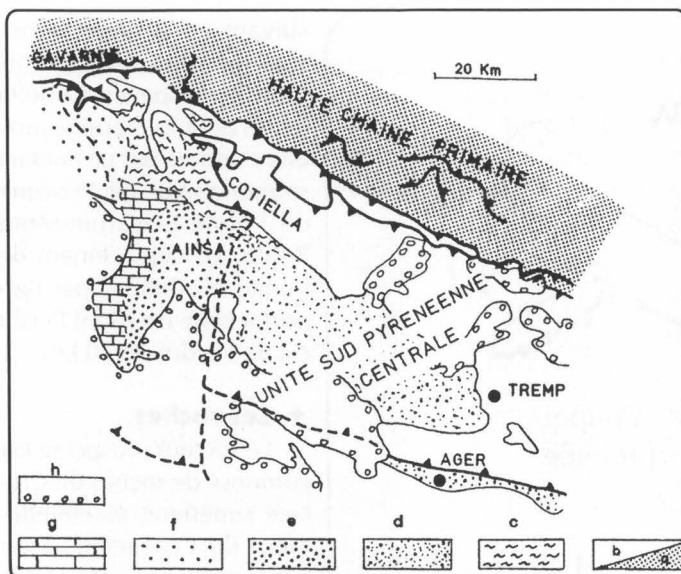 GAVARNIE
20 Km
HAUTE CHAINE PRIMAIRE
COTIELLA
AINSA
UNITE SUD PYRENEENNE
CENTRALE
TREMP
AGER
h
g f e d c b a